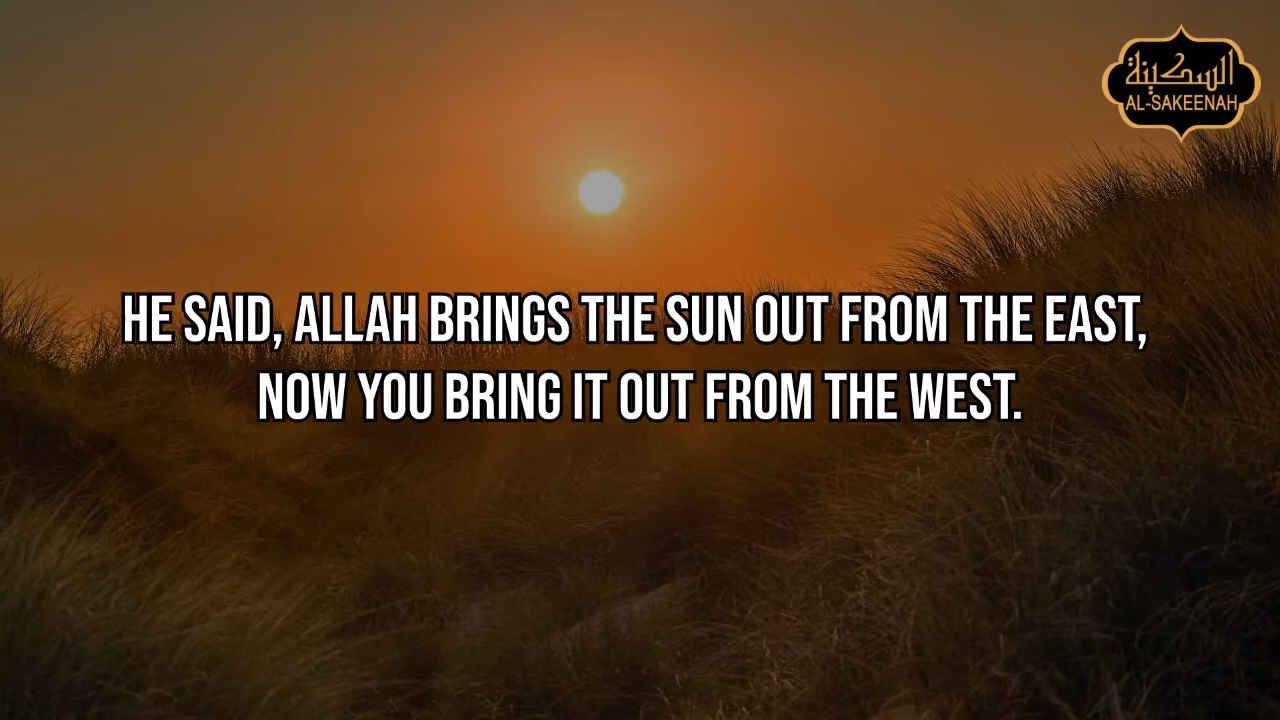 السكينة
AL-SAKEENAH
HE SAID, ALLAH BRINGS THE SUN OUT FROM THE EAST,
NOW YOU BRING IT OUT FROM THE WEST.